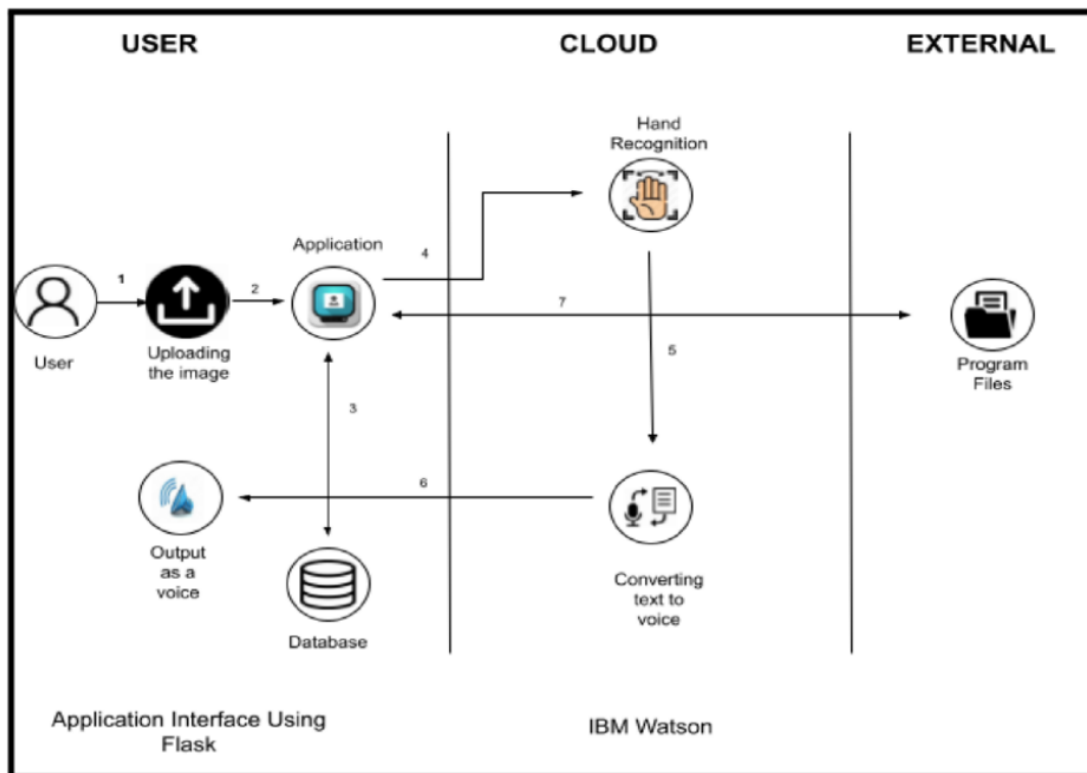 USER
CLOUD
EXTERNAL
Hand
Recognition
Application
4
1
2
7
User
Uploading
the image
5
Program
Files
3
6
Output
as a
voice
Converting
text to
voice
Database
Application Interface Using
Flask
IBM Watson